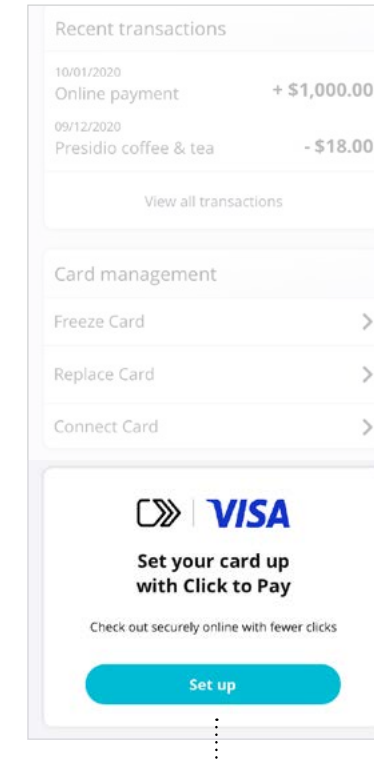 Recent transactions
10/01/2020
Online payment + $1,000.00
09/12/2020
Presidio coffee & tea - $18.00
View all transactions
Card management
Freeze Card
Replace Card
Connect Card
VISA
Set your card up
with Click to Pay
Check out securely online with fewer clicks
Set up